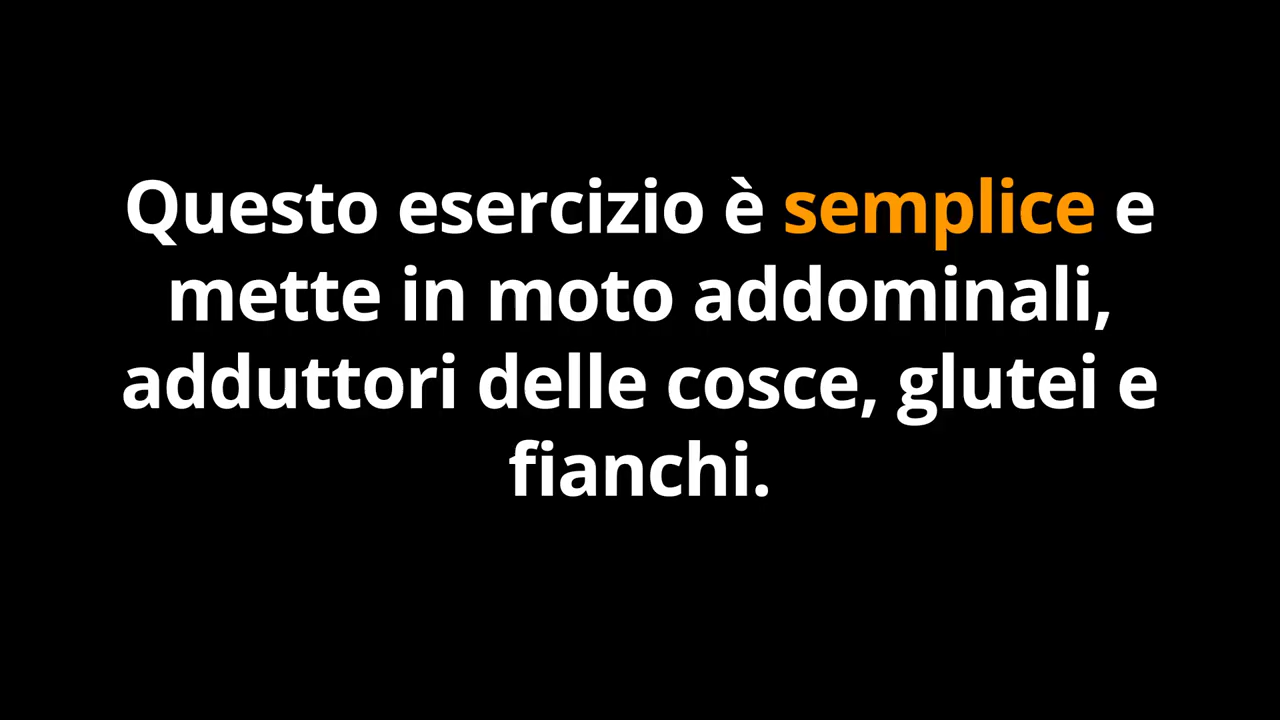 Questo esercizio è semplice e
mette in moto addominali,
adduttori delle cosce, glutei e
fianchi.